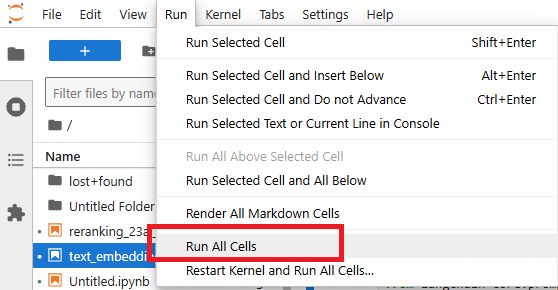 File Edit View Run Kernel Tabs Settings Help
Run Selected Cell Shift+Enter
Run Selected Cell and Insert Below Alt+Enter
Filter files by name
Run Selected Cell and Do not Advance Ctrl+Enter
Run Selected Text or Current Line in Console
/
Run All Above Selected Cell
Name
Run Selected Cell and All Below
lost+found
Untitled Folder
Render All Markdown Cells
reranking_23a
Run All Cells
text_embeddi
Restart Kernel and Run All Cells...
Untitled.ipynb